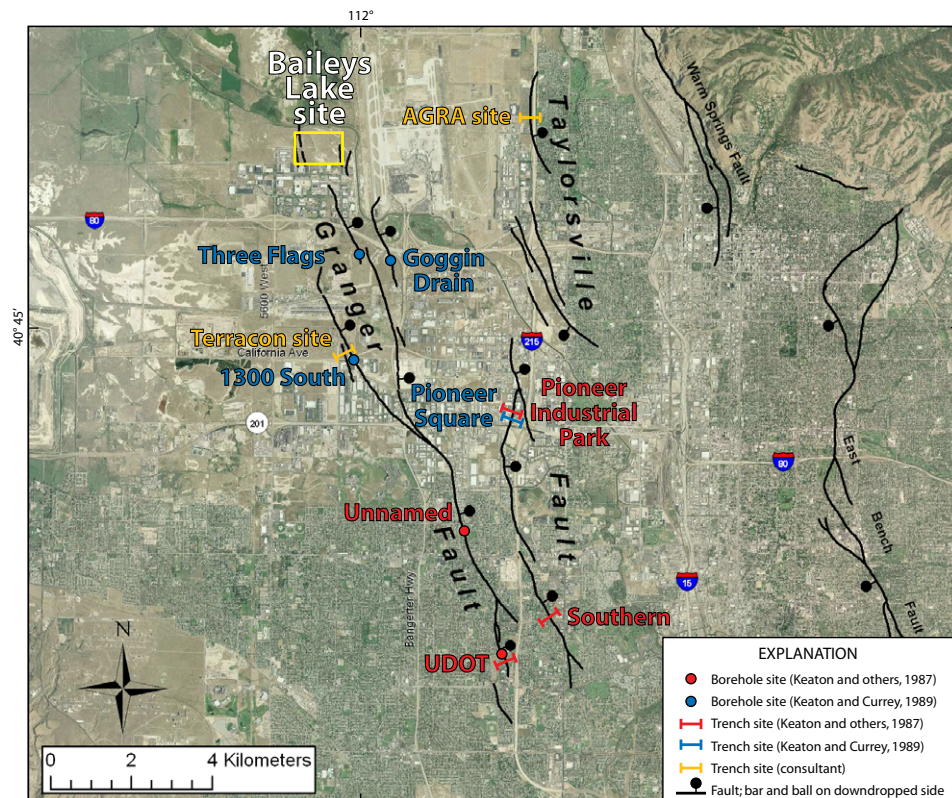 112°
Baileys
Lake
site
AGRA site
Taylorsville
Warm Springs Fault
80
Three Flags
Granger
Goggin
Drain
5600 West
40° 45'
Terracon site
California Ave
1300 South
215
Pioneer
Square
Pioneer
Industrial
Park
201
80
East
Bench
Fault
Unnamed
Fault
Fault
Bangerter Hwy
15
Southern
UDOT
N
0 2 4 Kilometers
EXPLANATION
Borehole site (Keaton and others, 1987)
Borehole site (Keaton and Currey, 1989)
Trench site (Keaton and others, 1987)
Trench site (Keaton and Currey, 1989)
Trench site (consultant)
Fault; bar and ball on downdropped side